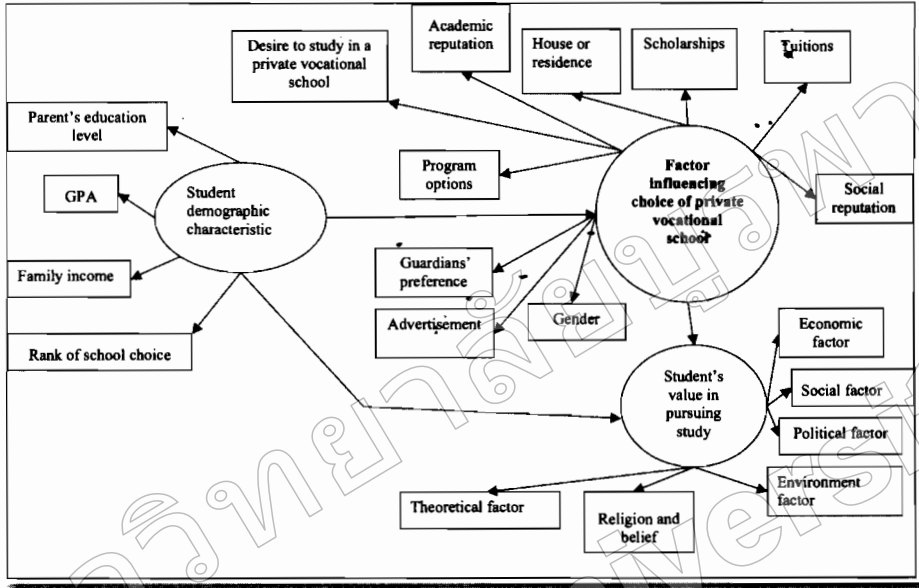 Academic
reputation
Desire to study in a
private vocational
school
House or
residence
Scholarships
Tuitions
Parent's education
level
Program
options
Factor
influencing
choice of private
vocational
school
GPA
Student
demographic
characteristic
Social
reputation
Family income
Guardians'
preference
Advertisement
Gender
Rank of school choice
Economic
factor
Student's
value in
pursuing
study
Social factor
Political factor
Environment
factor
Theoretical factor
Religion and
belief